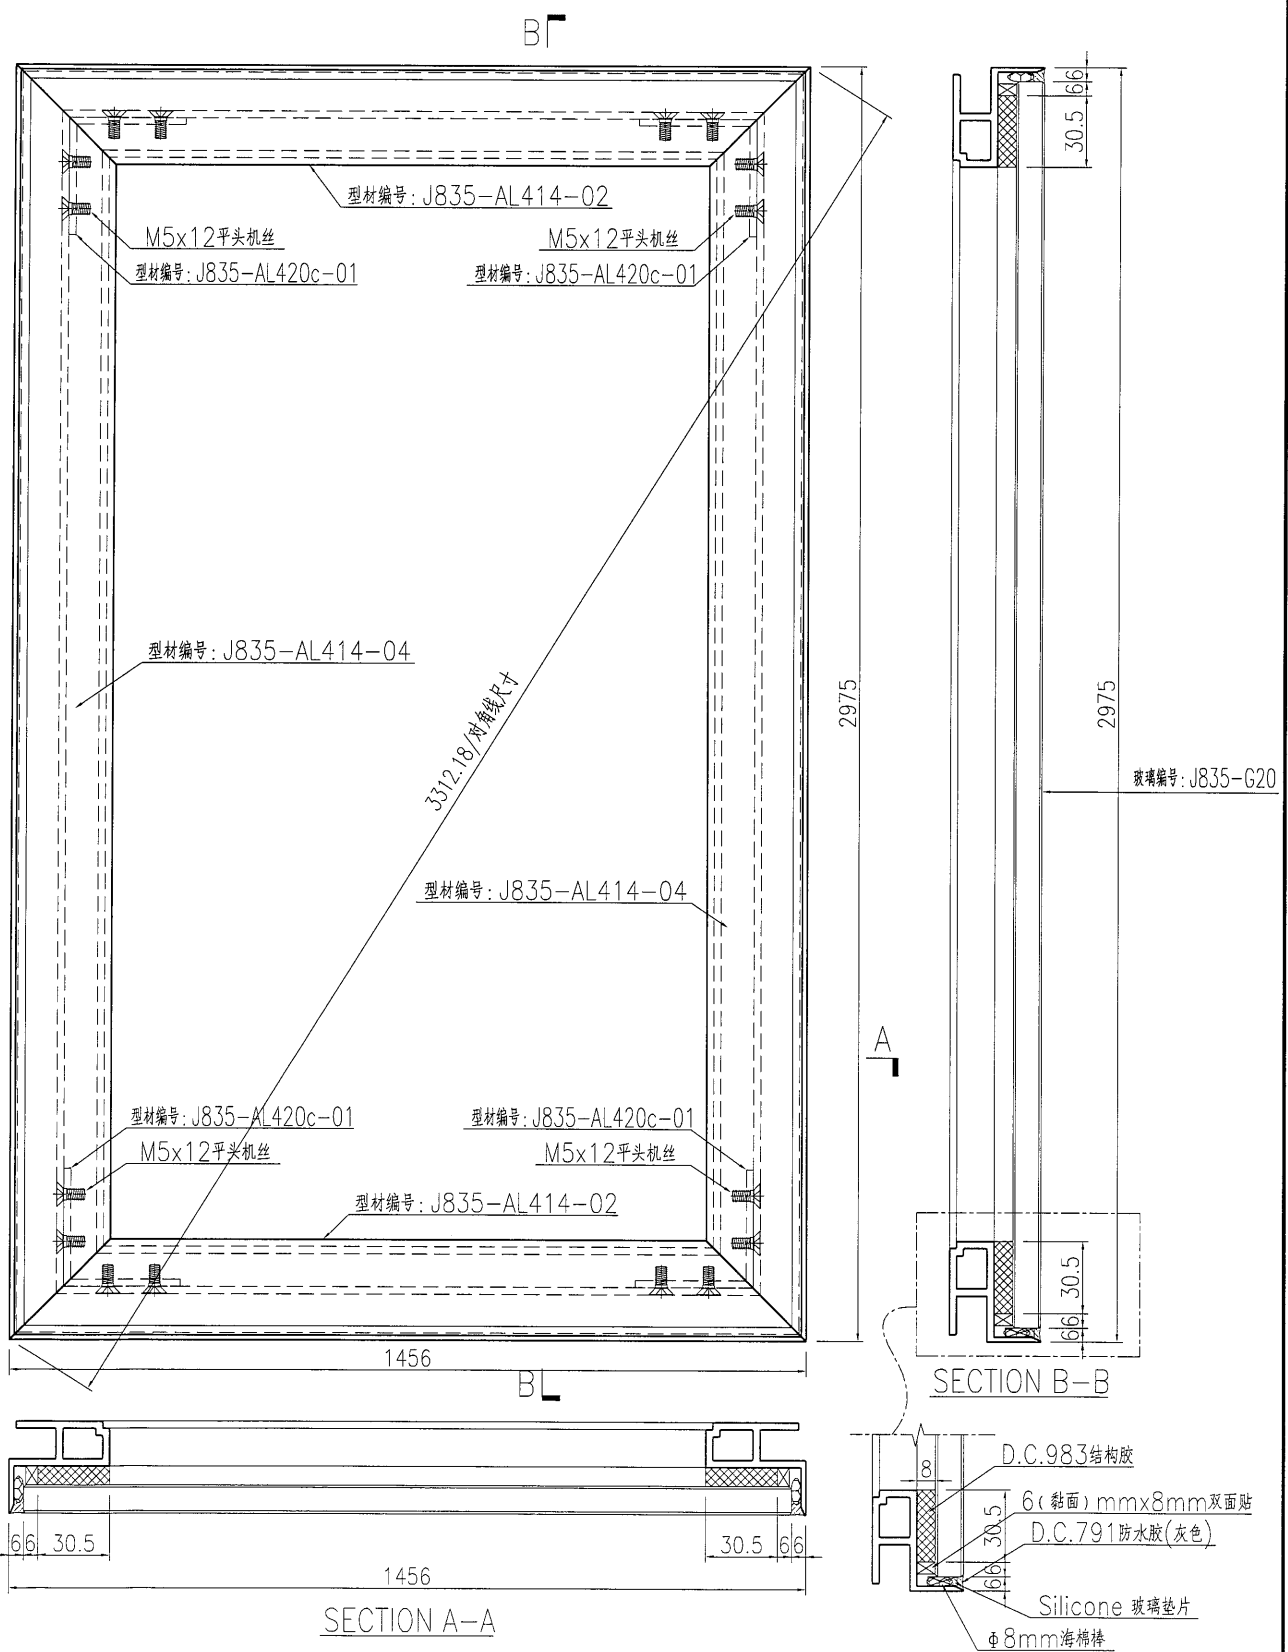 B
66
30.5
型材编号: J835-AL414-02
M5x12平头机丝
M5x12平头机丝
型材编号: J835-AL420c-01
型材编号: J835-AL420c-01
型材编号: J835-AL414-04
3312.18/对角线尺寸
2975
2975
玻璃编号: J835-G20
型材编号: J835-AL414-04
A
型材编号: J835-AL420c-01
型材编号: J835-AL420c-01
M5x12平头机丝
M5x12平头机丝
型材编号: J835-AL414-02
30.5
66
1456
B
SECTION B-B
8
D.C.983结构胶
6(黏面)mmx8mm双面贴
30.5
D.C.791防水胶(灰色)
66
66
30.5
30.5
66
1456
Silicone 玻璃垫片
SECTION A-A
Φ8mm海棉棒